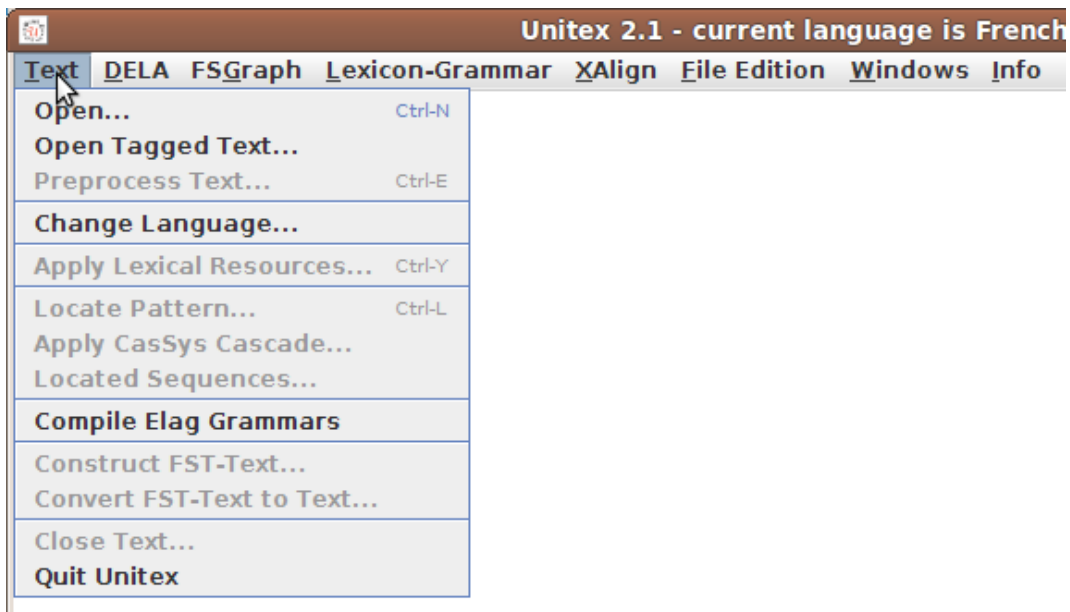 Unitex 2.1 - current language is French
Text DELA FSGraph Lexicon-Grammar XAlign File Edition Windows Info
Open... Ctrl-N
Open Tagged Text...
Preprocess Text... Ctrl-E
Change Language...
Apply Lexical Resources... Ctrl-Y
Locate Pattern... Ctrl-L
Apply CasSys Cascade...
Located Sequences...
Compile Elag Grammars
Construct FST-Text...
Convert FST-Text to Text...
Close Text...
Quit Unitex